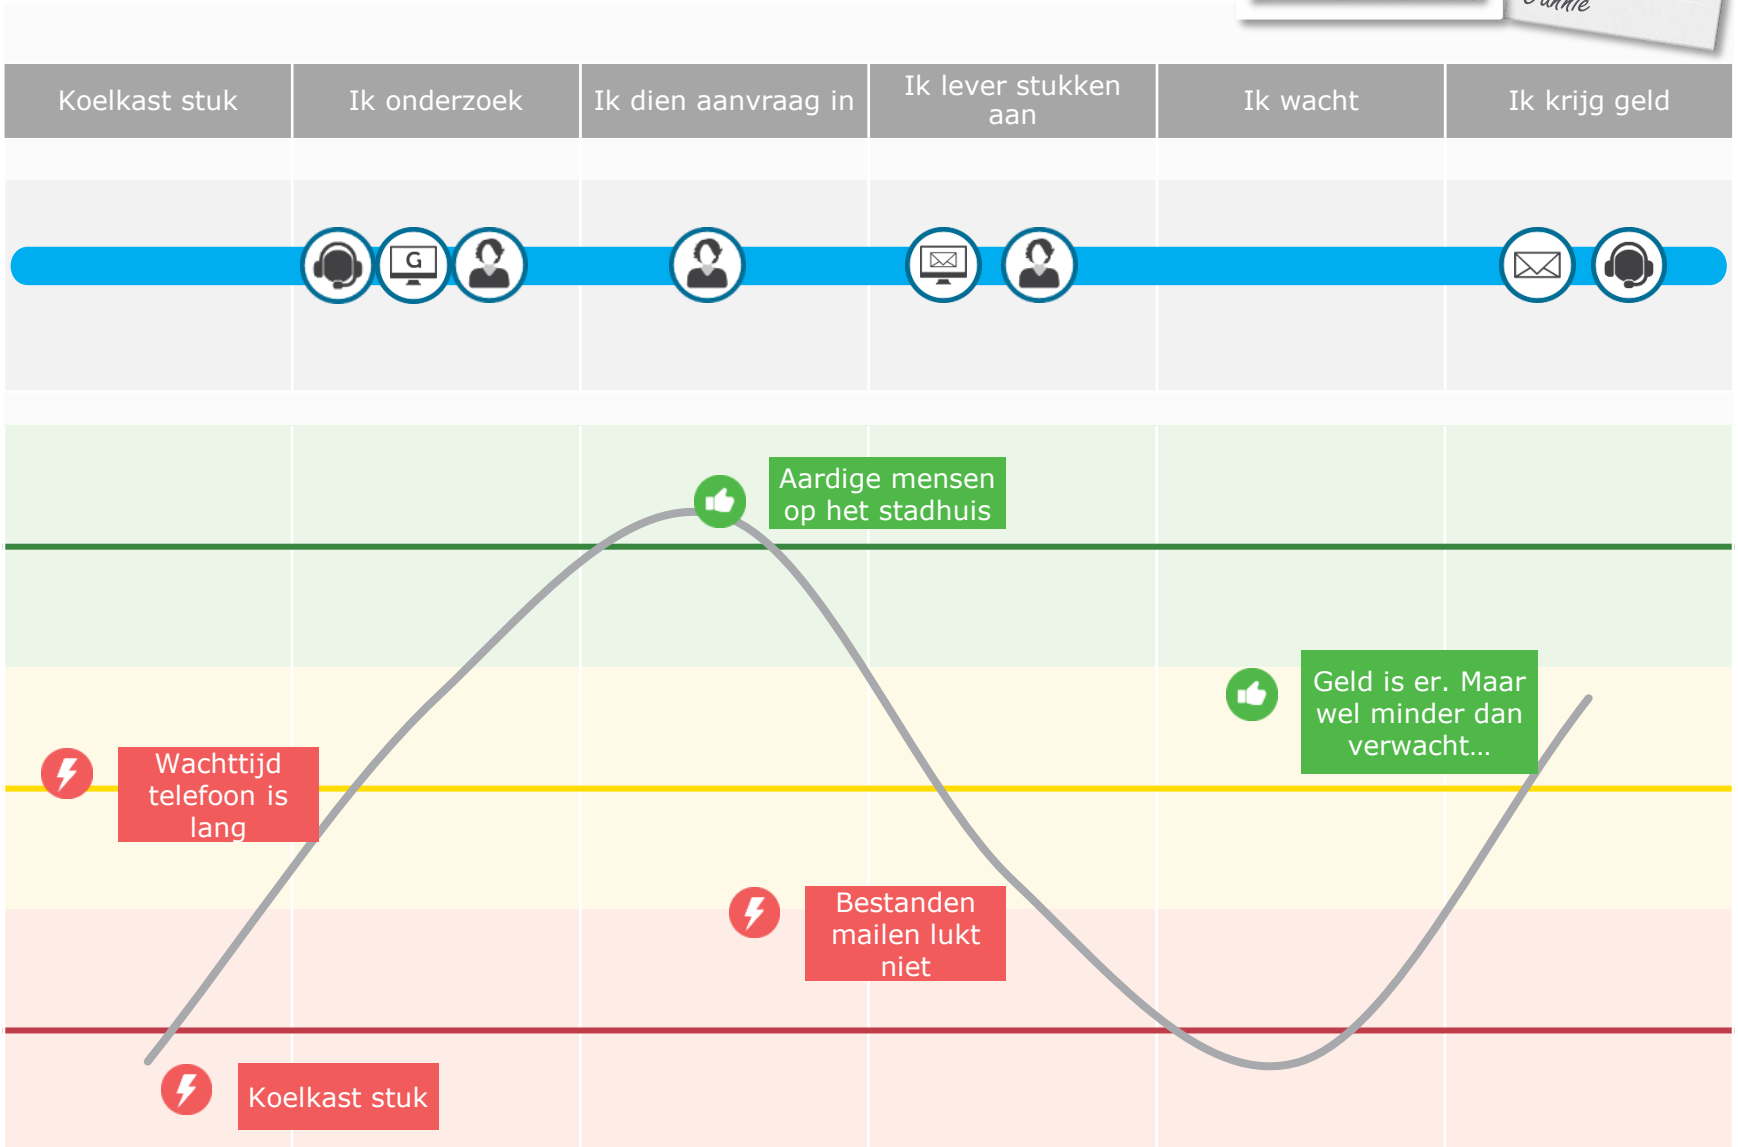 Koelkast stuk
Ik onderzoek
Ik dien aanvraag in
Ik lever stukken
aan
Ik wacht
Ik krijg geld
G
Aardige mensen
op het stadhuis
Geld is er. Maar
wel minder dan
verwacht...
Wachttijd
telefoon is
lang
Bestanden
mailen lukt
niet
Koelkast stuk